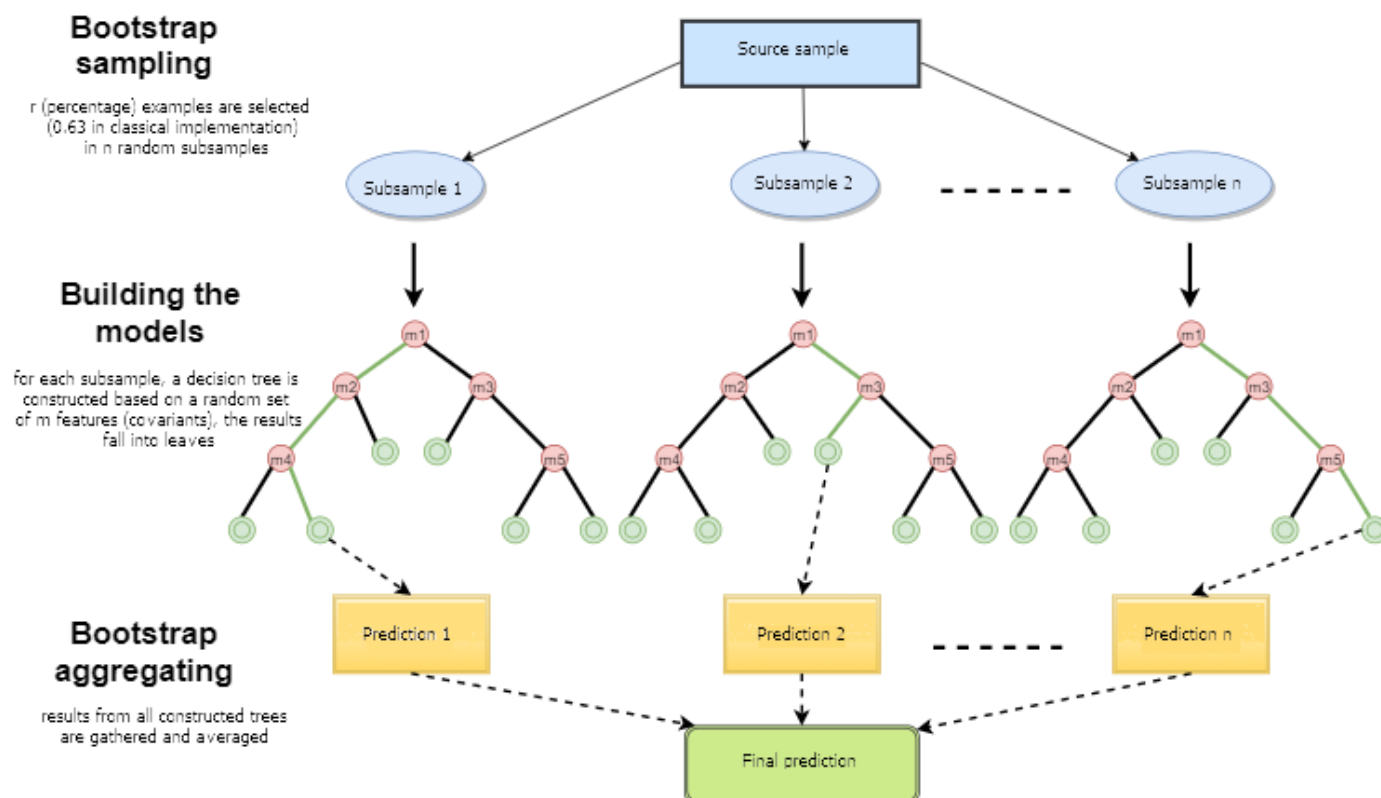 Bootstrap
sampling
r (percentage) examples are selected
(0.63 in classical implementation)
in n random subsamples
Source sample
Subsample 1
Subsample 2
Subsample n
Building the
models
for each subsample, a decision tree is
constructed based on a random set
of m features (covariants), the results
fall into leaves
m1
m2
m3
m4
m5
m1
m2
m3
m4
m5
m1
m2
m3
m4
m5
Bootstrap
aggregating
results from all constructed trees
are gathered and averaged
Prediction 1
Prediction 2
Prediction n
Final prediction